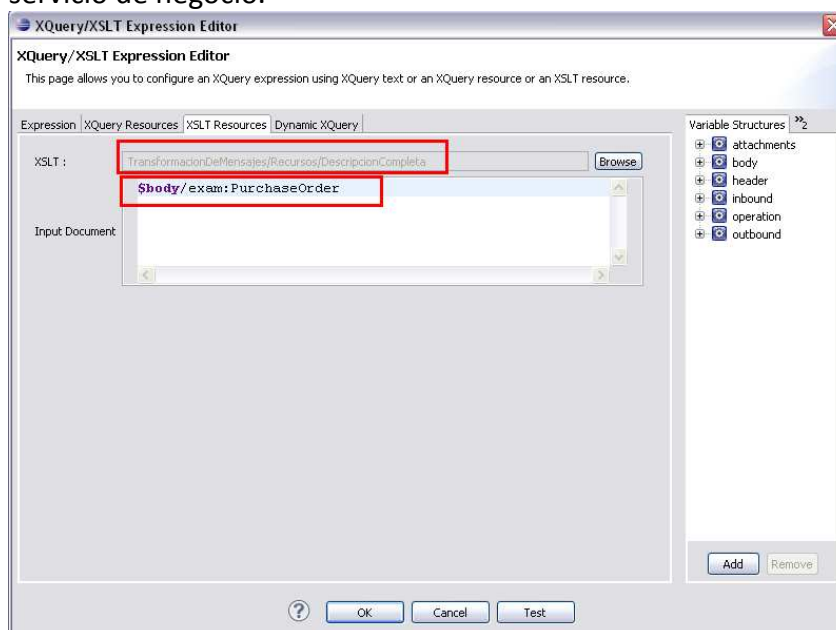 servicio de negocio.
XQuery/XSLT Expression Editor
XQuery/XSLT Expression Editor
This page allows you to configure an XQuery expression using XQuery text or an XQuery resource or an XSLT resource.
Expression XQuery Resources XSLT Resources Dynamic XQuery
Variable Structures »2
XSLT : TransformacionDeMensajes/Recursos/DescripcionCompleta Browse
$body/exam:PurchaseOrder
Input Document
attachments
body
header
inbound
operation
outbound
Add Remove
? OK Cancel Test